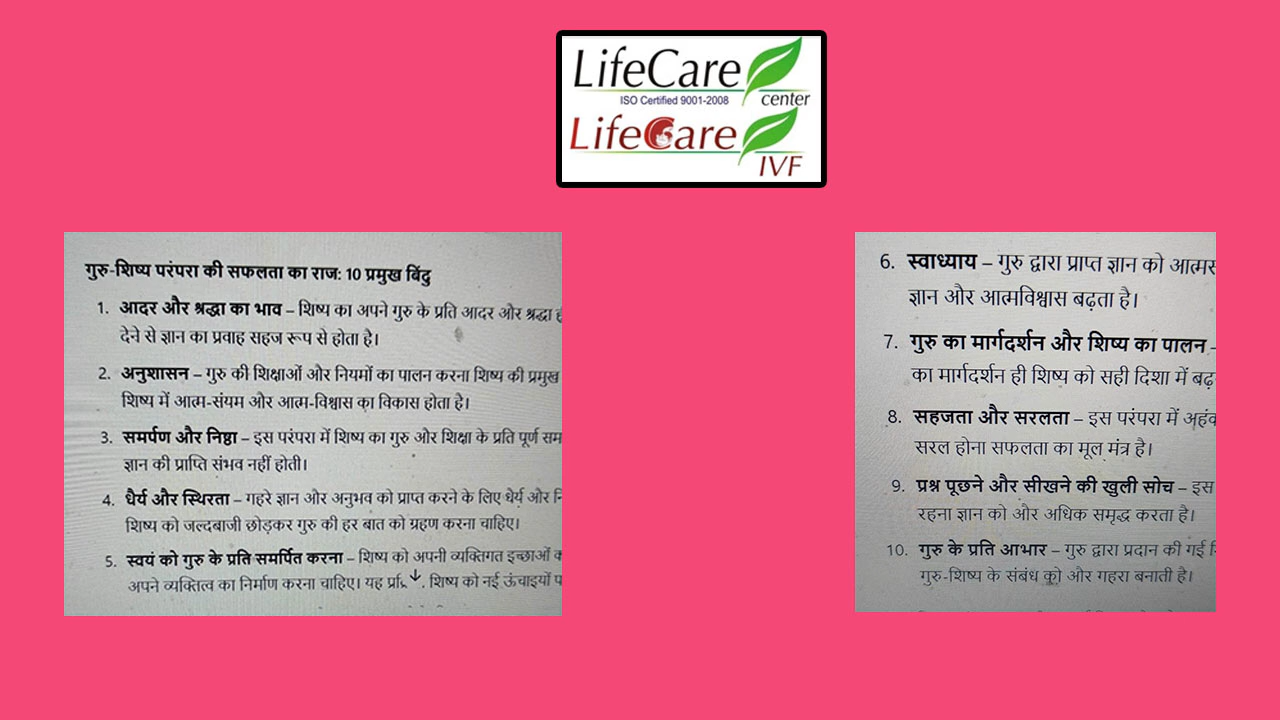 LifeCare
ISO Certified 9001-2008 center
LifeCare
IVF
गुरु-शिष्य परंपरा की सफलता का राज: 10 प्रमुख बिंदु
1. आदर और श्रद्धा का भाव – शिष्य का अपने गुरु के प्रति आदर और श्रद्धा
देने से ज्ञान का प्रवाह सहज रूप से होता है।
2. अनुशासन – गुरु की शिक्षाओं और नियमों का पालन करना शिष्य की प्रमुख
शिष्य में आत्म-संयम और आत्म-विश्वास का विकास होता है।
3. समर्पण और निष्ठा – इस परंपरा में शिष्य का गुरु और शिक्षा के प्रति पूर्ण
ज्ञान की प्राप्ति संभव नहीं होती।
4. धैर्य और स्थिरता – गहरे ज्ञान और अनुभव को प्राप्त करने के लिए धैर्य और
शिष्य को जल्दबाजी छोड़कर गुरु की हर बात को ग्रहण करना चाहिए।
5. स्वयं को गुरु के प्रति समर्पित करना – शिष्य को अपनी व्यक्तिगत इच्छाओं
अपने व्यक्तित्व का निर्माण करना चाहिए। यह शिष्य को नई ऊंचाइयों
6. स्वाध्याय – गुरु द्वारा प्राप्त ज्ञान को
ज्ञान और आत्मविश्वास बढ़ता है।
7. गुरु का मार्गदर्शन और शिष्य का पालन –
का मार्गदर्शन ही शिष्य को सही दिशा में
8. सहजता और सरलता – इस परंपरा में
सरल होना सफलता का मूल मंत्र है।
9. प्रश्न पूछने और सीखने की खुली सोच – इस
रहना ज्ञान को और अधिक समृद्ध करता है।
10. गुरु के प्रति आभार – गुरु द्वारा प्रदान की गई
गुरु-शिष्य के संबंध को और गहरा बनाती है।